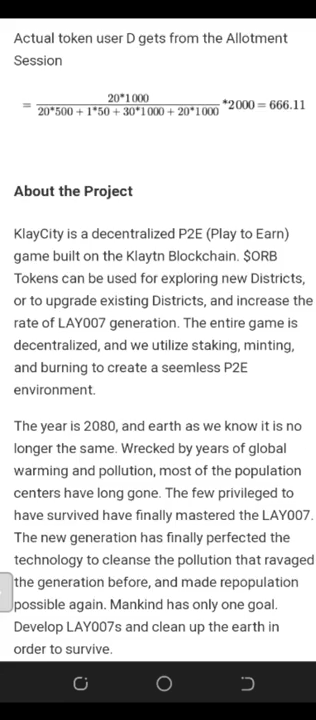 Actual token user D gets from the Allotment
Session
= 20*1000 / 20*500 + 1*50 + 30*1000 + 20*1000 *2000 = 666.11
About the Project
KlayCity is a decentralized P2E (Play to Earn)
game built on the Klaytn Blockchain. $ORB
Tokens can be used for exploring new Districts,
or to upgrade existing Districts, and increase the
rate of LAY007 generation. The entire game is
decentralized, and we utilize staking, minting,
and burning to create a seemless P2E
environment.
The year is 2080, and earth as we know it is no
longer the same. Wrecked by years of global
warming and pollution, most of the population
centers have long gone. The few privileged to
have survived have finally mastered the LAY007.
The new generation has finally perfected the
technology to cleanse the pollution that ravaged
the generation before, and made repopulation
possible again. Mankind has only one goal.
Develop LAY007s and clean up the earth in
order to survive.